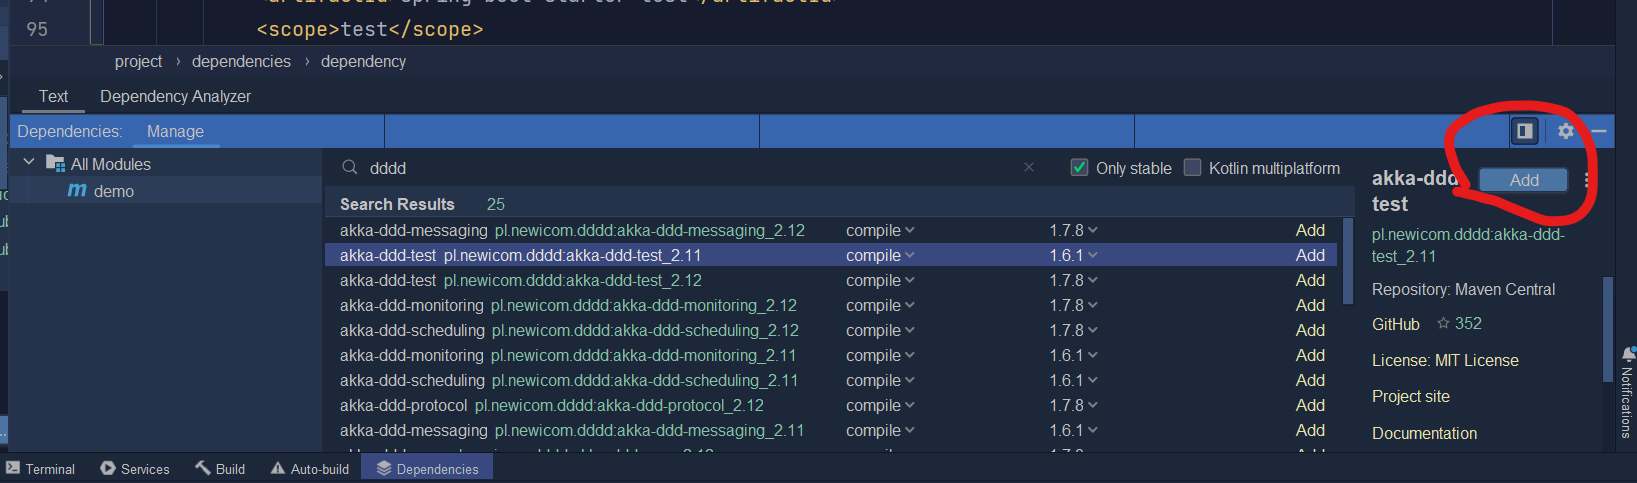 95 <scope>test</scope>
project › dependencies › dependency
Text Dependency Analyzer
Dependencies: Manage
All Modules
demo
dddd
Only stable Kotlin multiplatform
Search Results 25
akka-ddd-messaging pl.newicom.dddd:akka-ddd-messaging_2.12 compile 1.7.8 Add
akka-ddd-test pl.newicom.dddd:akka-ddd-test_2.11 compile 1.6.1 Add
akka-ddd-test pl.newicom.dddd:akka-ddd-test_2.12 compile 1.7.8 Add
akka-ddd-monitoring pl.newicom.dddd:akka-ddd-monitoring_2.12 compile 1.7.8 Add
akka-ddd-scheduling pl.newicom.dddd:akka-ddd-scheduling_2.12 compile 1.7.8 Add
akka-ddd-monitoring pl.newicom.dddd:akka-ddd-monitoring_2.11 compile 1.6.1 Add
akka-ddd-scheduling pl.newicom.dddd:akka-ddd-scheduling_2.11 compile 1.6.1 Add
akka-ddd-protocol pl.newicom.dddd:akka-ddd-protocol_2.12 compile 1.7.8 Add
akka-ddd-messaging pl.newicom.dddd:akka-ddd-messaging_2.11 compile 1.6.1 Add
akka-ddd- Add
test
pl.newicom.dddd:akka-ddd-
test_2.11
Repository: Maven Central
GitHub 352
License: MIT License
Project site
Documentation
Notifications
Terminal Services Build Auto-build Dependencies